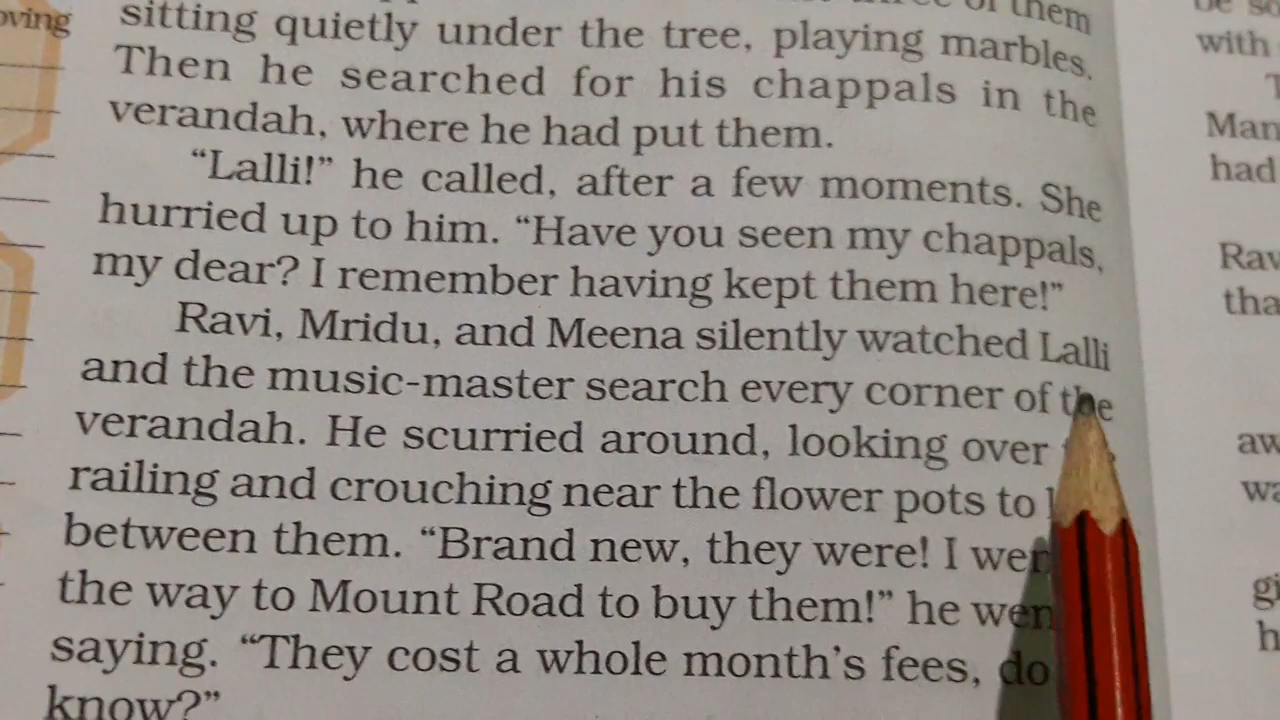 of them
sitting quietly under the tree, playing marbles.
Then he searched for his chappals in the
verandah, where he had put them.
“Lalli!” he called, after a few moments. She
hurried up to him. “Have you seen my chappals,
my dear? I remember having kept them here!”
Ravi, Mridu, and Meena silently watched Lalli
and the music-master search every corner of the
verandah. He scurried around, looking over
railing and crouching near the flower pots to
between them. “Brand new, they were! I
the way to Mount Road to buy them!” he
saying. “They cost a whole month’s fees, do
know?”
with
had